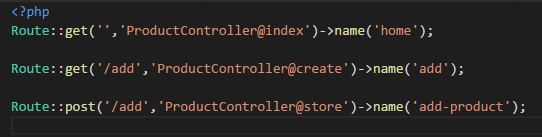 <?php
Route::get('','ProductController@index')->name('home');
Route::get('/add','ProductController@create')->name('add');
Route::post('/add','ProductController@store')->name('add-product');